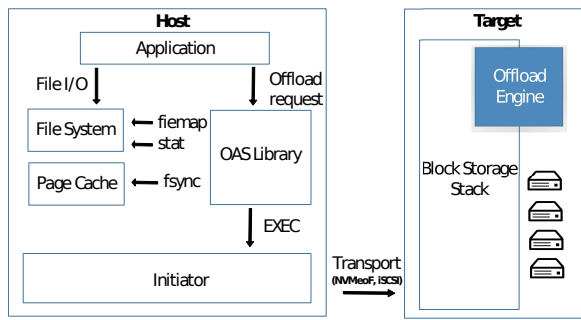 Host
Application
File I/O
Offload
request
File System
fiemap
stat
OAS Library
Page Cache
fsync
EXEC
Initiator
Transport
(NVMeoF, iSCSI)
Target
Offload
Engine
Block Storage
Stack